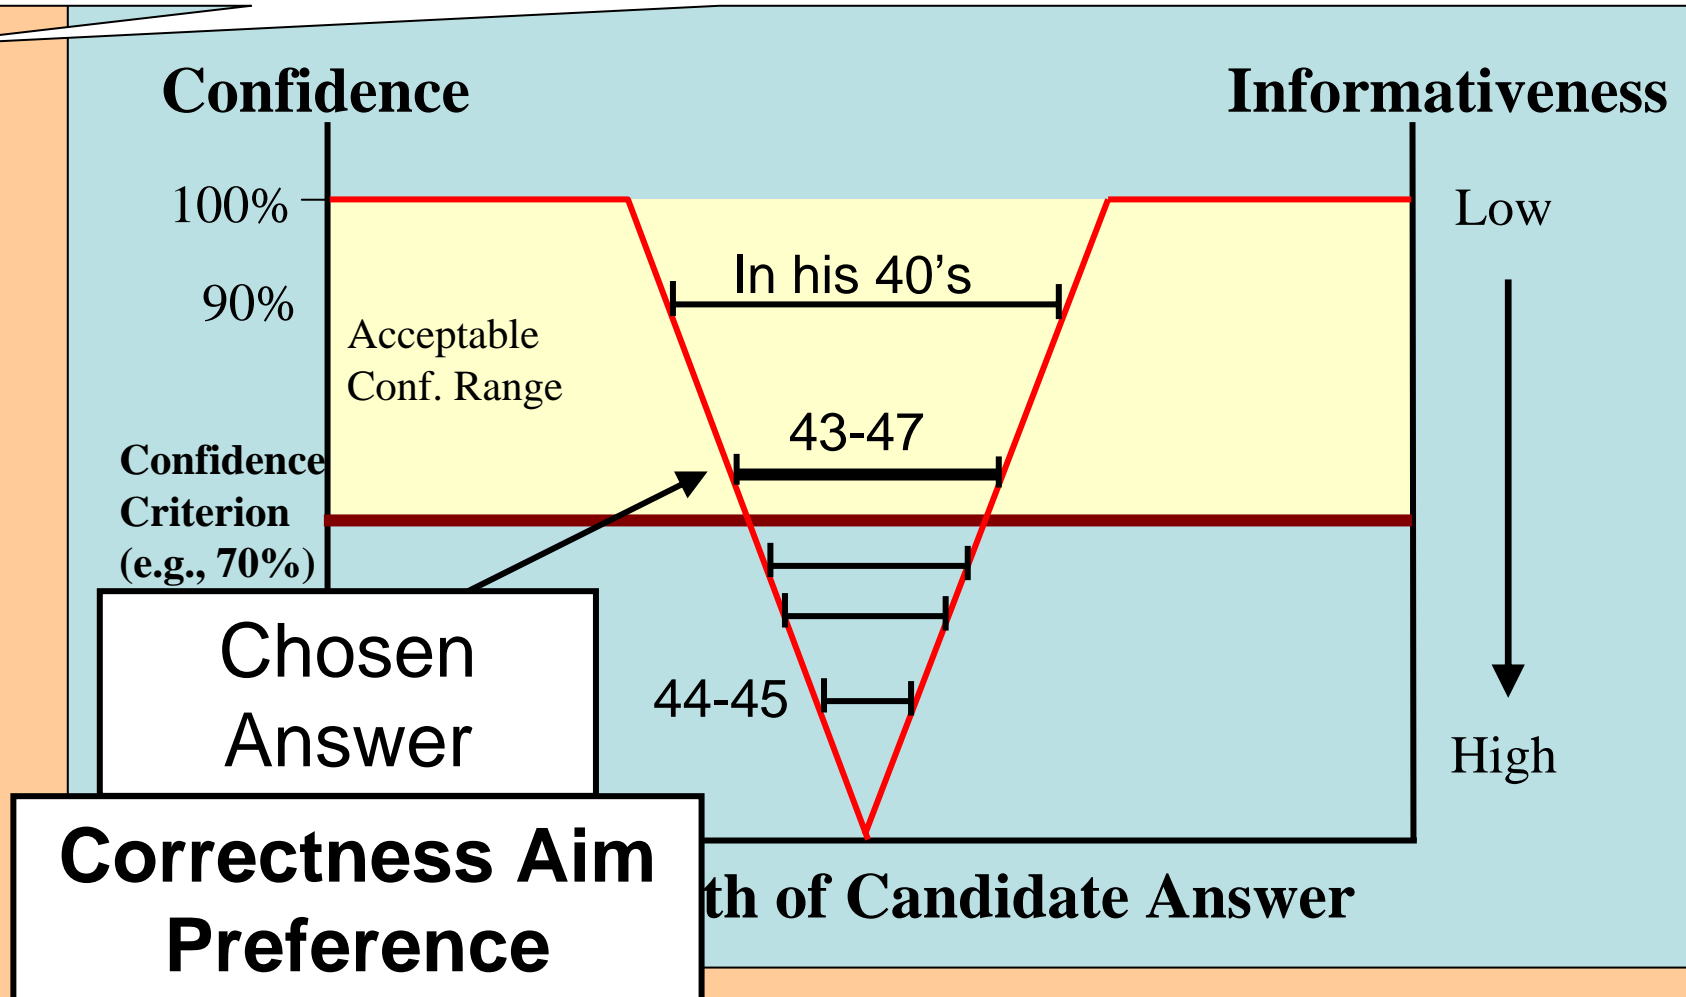 Confidence
Informativeness
100%
Low
In his 40's
90%
Acceptable
Conf. Range
43-47
Confidence
Criterion
(e.g., 70%)
Chosen
Answer
44-45
High
Correctness Aim
Preference
th of Candidate Answer